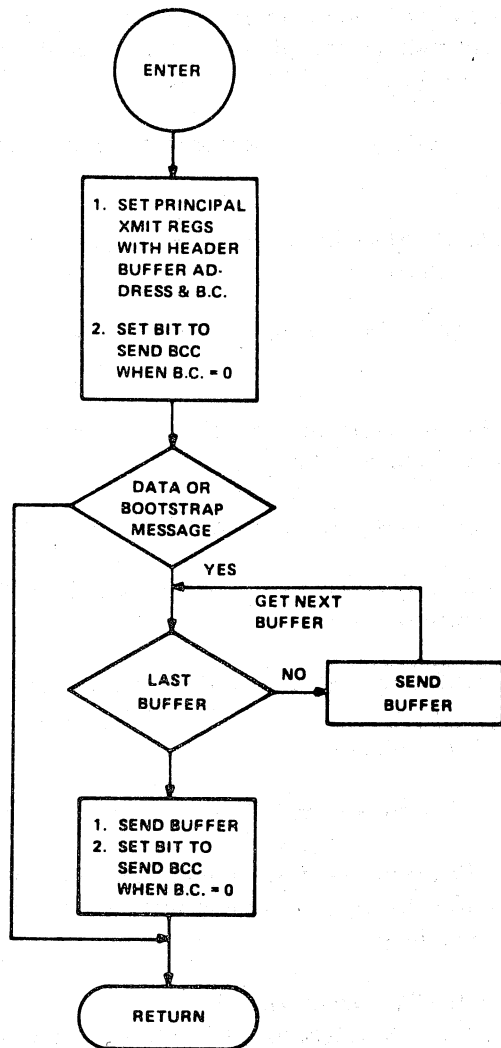 ENTER
1. SET PRINCIPAL
XMIT REGS
WITH HEADER
BUFFER AD-
DRESS & B.C.
2. SET BIT TO
SEND BCC
WHEN B.C. = 0
DATA OR
BOOTSTRAP
MESSAGE
YES
GET NEXT
BUFFER
LAST
BUFFER
NO
SEND
BUFFER
1. SEND BUFFER
2. SET BIT TO
SEND BCC
WHEN B.C. = 0
RETURN